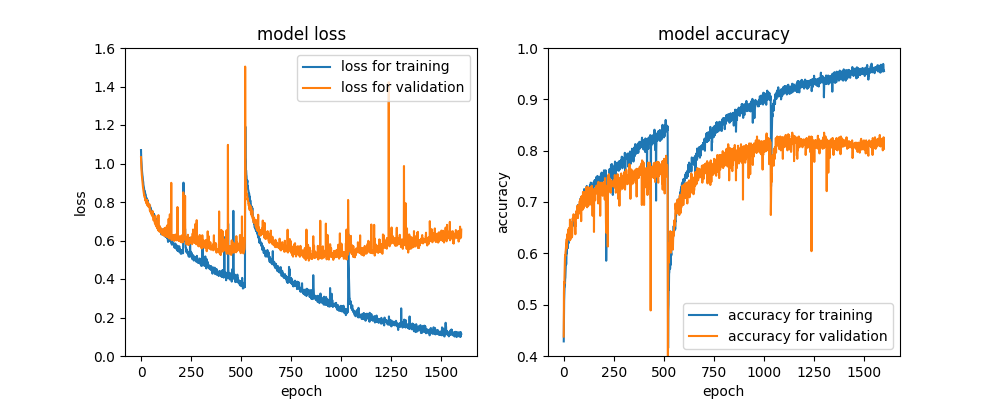 model loss
loss
1.6
1.4
1.2
1.0
0.8
0.6
0.4
0.2
0.0
loss for training
loss for validation
0 250 500 750 1000 1250 1500
epoch
model accuracy
accuracy
1.0
0.9
0.8
0.7
0.6
0.5
0.4
accuracy for training
accuracy for validation
0 250 500 750 1000 1250 1500
epoch